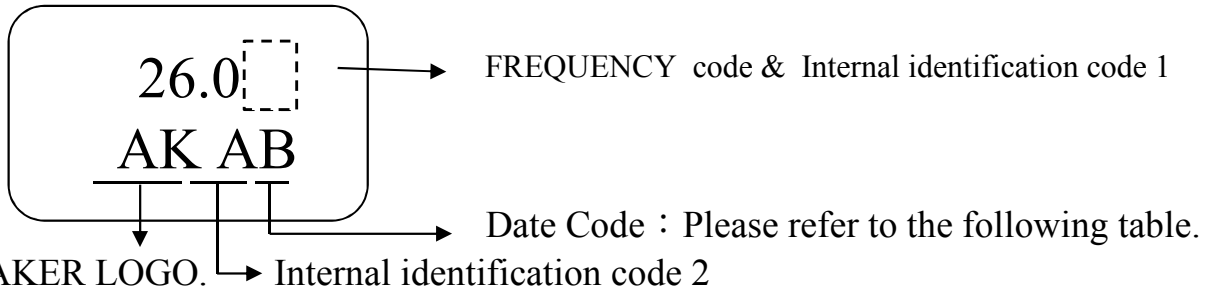 26.0
FREQUENCY code & Internal identification code 1
AK AB
Date Code：Please refer to the following table.
AKER LOGO.
Internal identification code 2